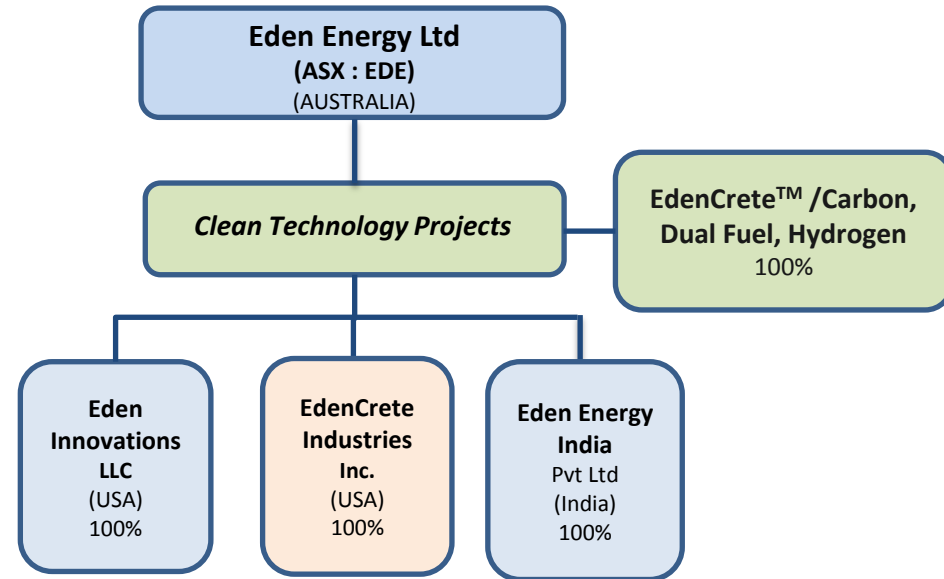 Eden Energy Ltd
(ASX : EDE)
(AUSTRALIA)
Clean Technology Projects
EdenCrete™ /Carbon,
Dual Fuel, Hydrogen
100%
Eden
Innovations
LLC
(USA)
100%
EdenCrete
Industries
Inc.
(USA)
100%
Eden Energy
India
Pvt Ltd
(India)
100%